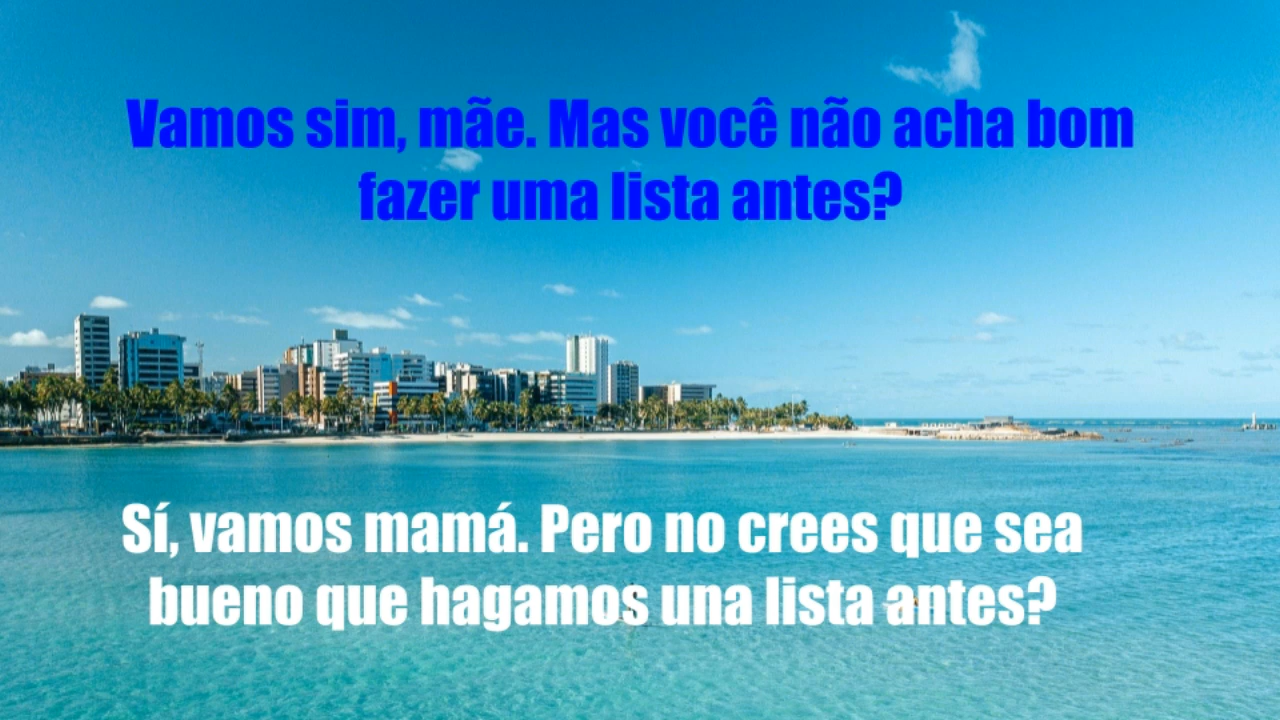 Vamos sim, mãe. Mas você não acha bom
fazer uma lista antes?
Sí, vamos mamá. Pero no crees que sea
bueno que hagamos una lista antes?